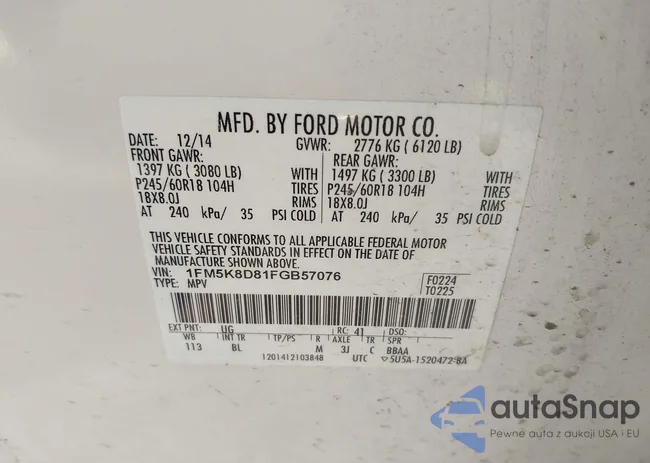 MFD. BY FORD MOTOR CO.
DATE: 12/14 GVWR: 2776 KG ( 6120 LB)
FRONT GAWR: REAR GAWR:
1397 KG ( 3080 LB) WITH 1497 KG ( 3300 LB) WITH
P245/60R18 104H TIRES P245/60R18 104H TIRES
18X8.0J RIMS 18X8.0J RIMS
AT 240 kPa/ 35 PSI COLD AT 240 kPa/ 35 PSI COLD
THIS VEHICLE CONFORMS TO ALL APPLICABLE FEDERAL MOTOR
VEHICLE SAFETY STANDARDS IN EFFECT ON THE DATE OF
MANUFACTURE SHOWN ABOVE.
VIN: 1FM5K8D81FGB57076 F0224
TYPE: MPV T0225
EXT PNT: UG RC: 41 DSO:
WB INT TR TP/PS R AXLE TR SPR
113 BL M 3J C BBAA
1201412103848 UTC 5U5A-1520472-BA
autaSnap
Pewne auta z aukcji USA i EU